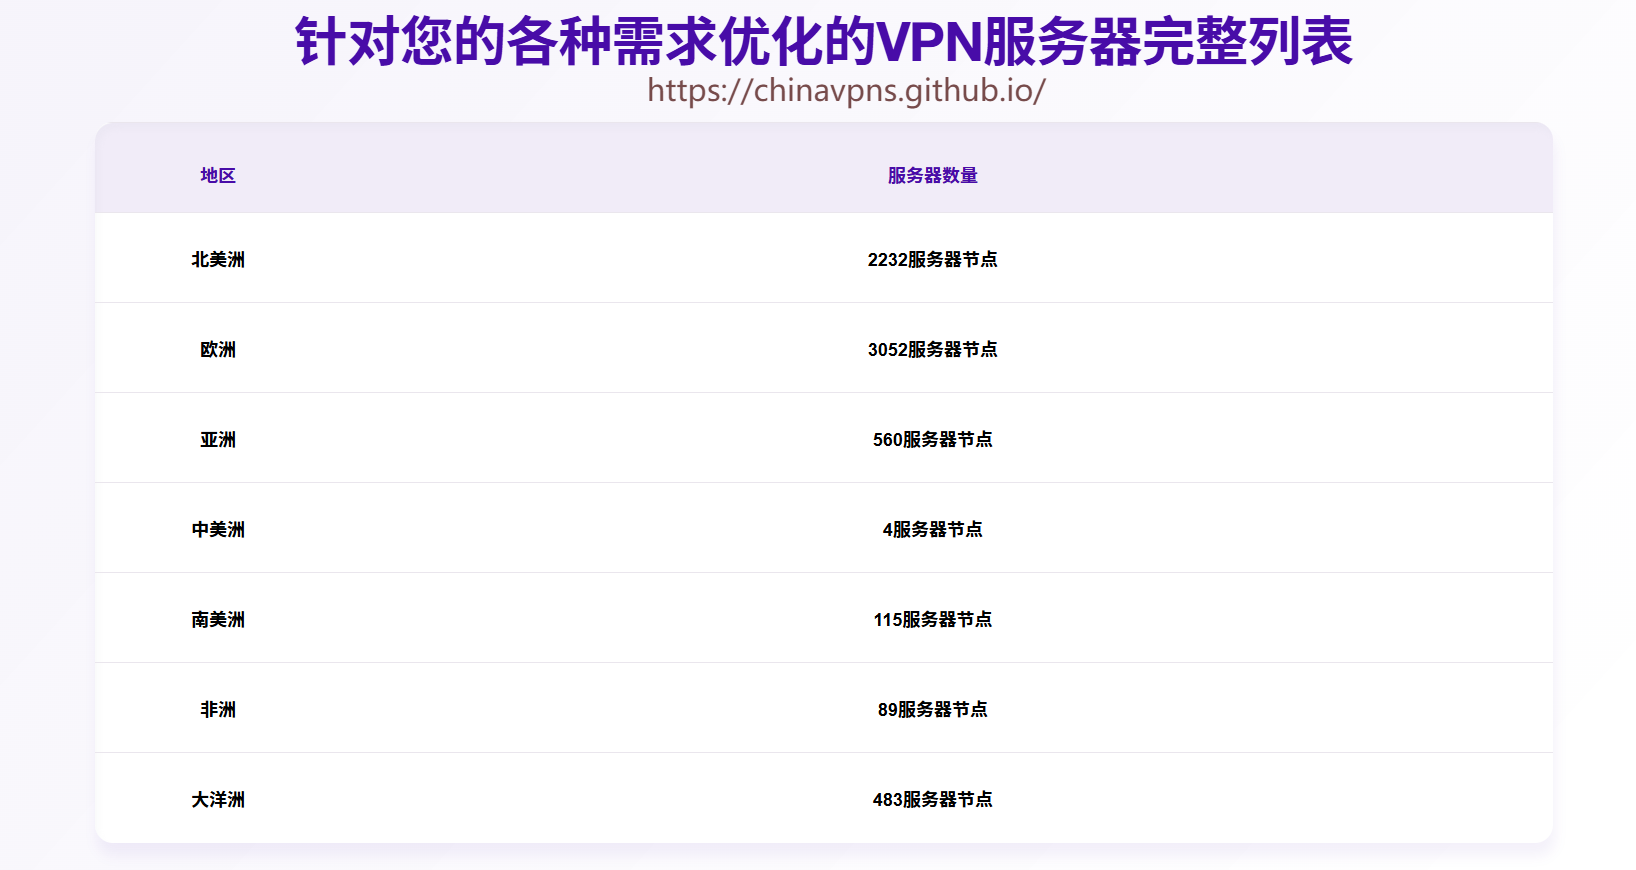 针对您的各种需求优化的VPN服务器完整列表
https://chinavpns.github.io/
地区 服务器数量
北美洲 2232服务器节点
欧洲 3052服务器节点
亚洲 560服务器节点
中美洲 4服务器节点
南美洲 115服务器节点
非洲 89服务器节点
大洋洲 483服务器节点